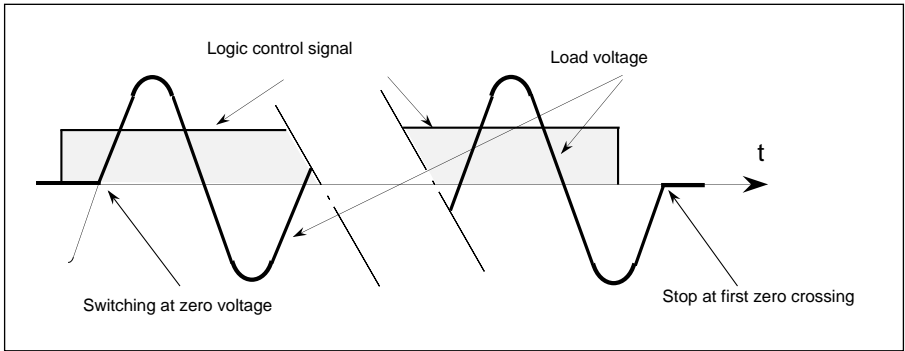 Logic control signal
Load voltage
t
Switching at zero voltage
Stop at first zero crossing